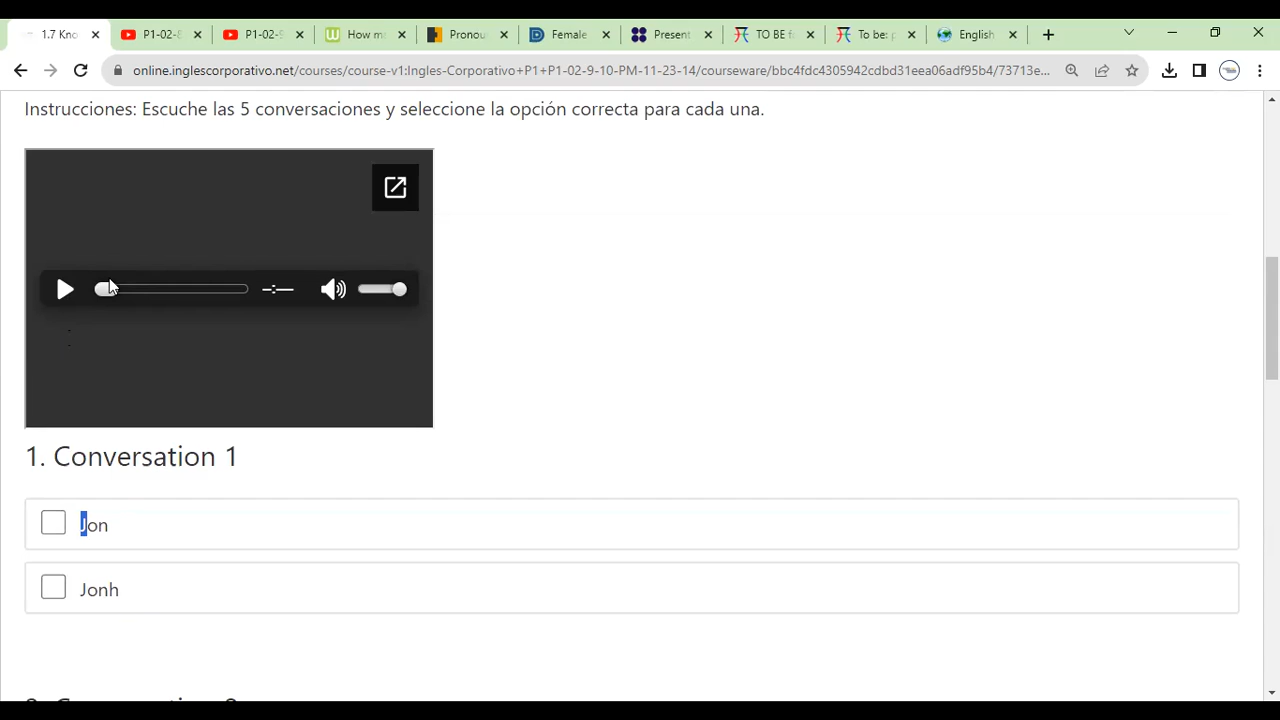 1.7 Kno
P1-02-8
P1-02-9
How m
Pronou
Female
Present
TO BE f
To be: p
English
online.inglescorporativo.net/courses/course-v1:Ingles-Corporativo+P1+P1-02-9-10-PM-11-23-14/courseware/bbc4fdc4305942cdbd31eea06adf95b4/73713e...
Instrucciones: Escuche las 5 conversaciones y seleccione la opción correcta para cada una.
-:--
1. Conversation 1
Jon
Jonh